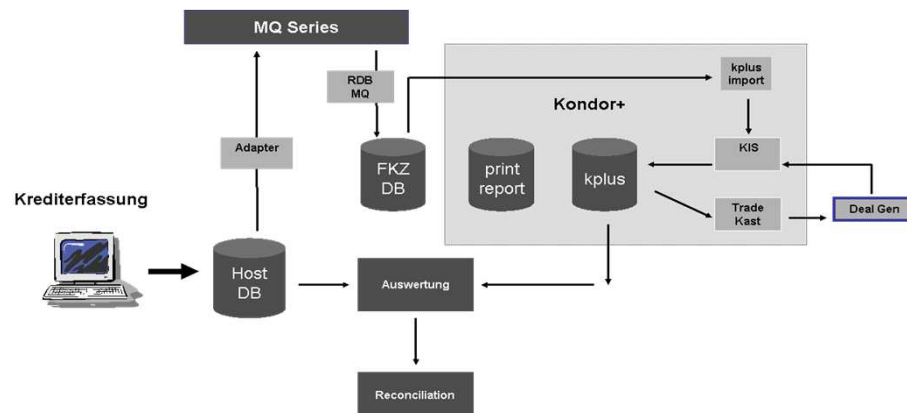 MQ Series
RDB
MQ
kplus
import
Kondor+
Adapter
FKZ
DB
print
report
kplus
KIS
Krediterfassung
Trade
Kast
Deal Gen
Host
DB
Auswertung
Reconciliation